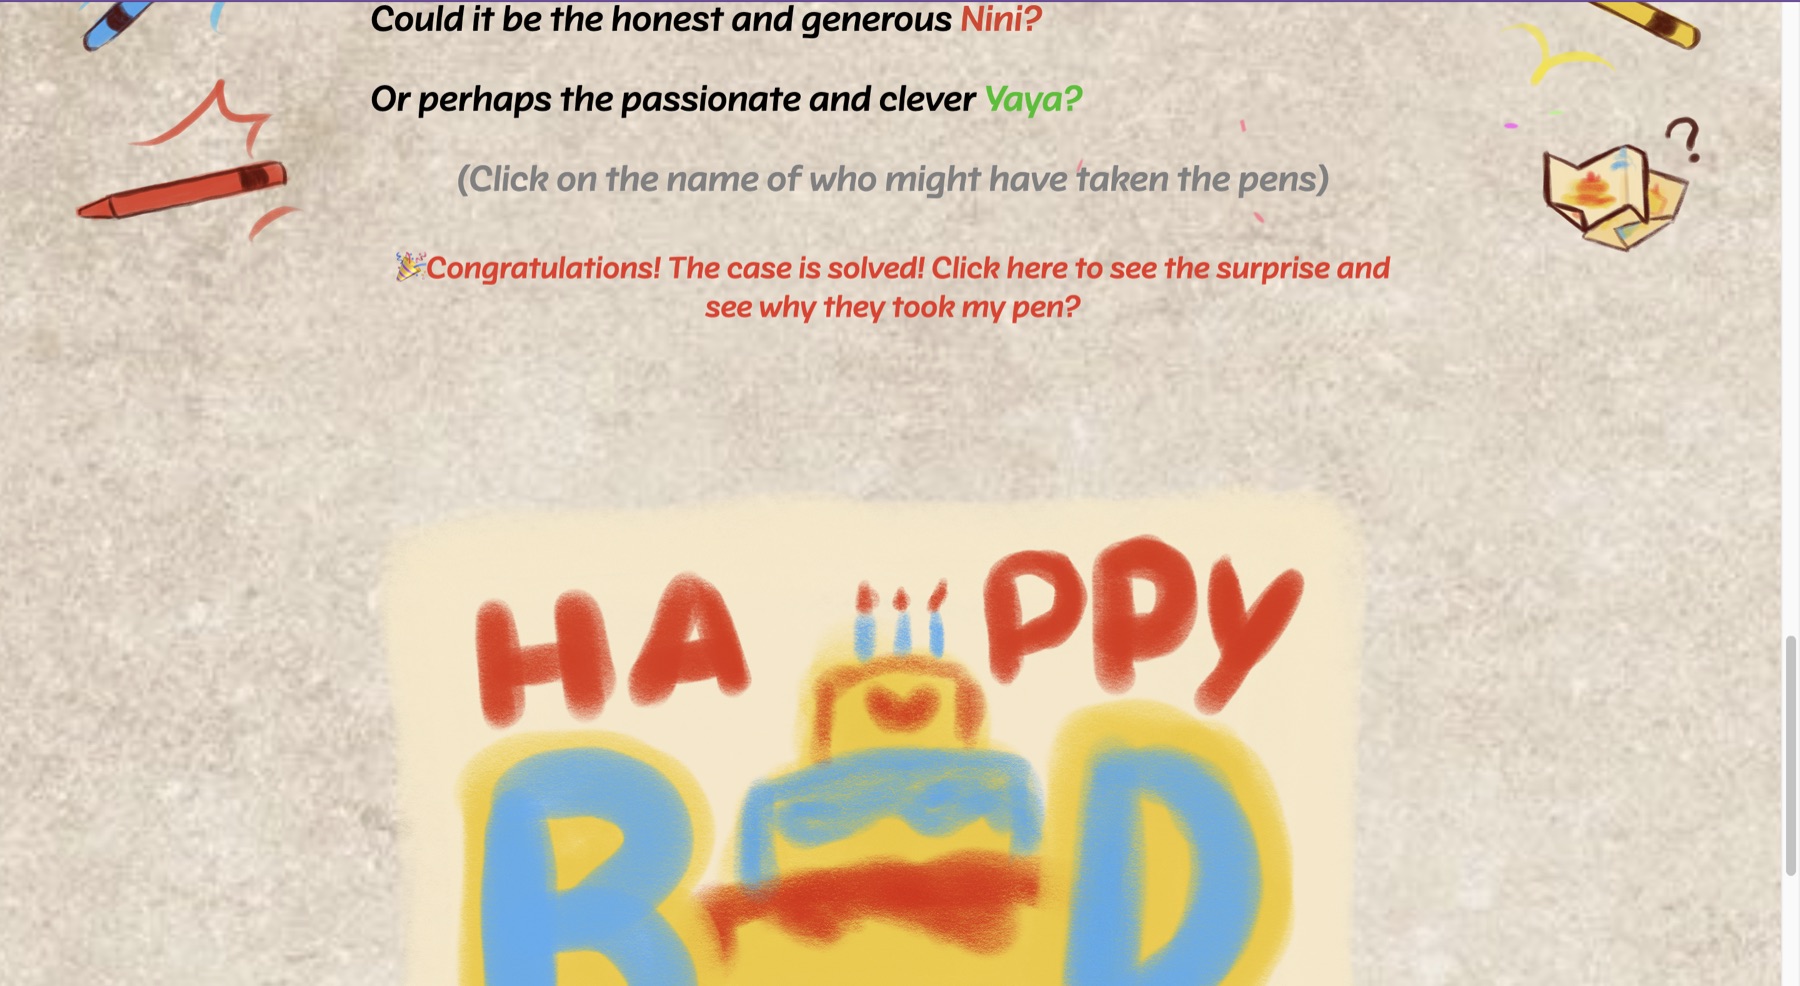 Could it be the honest and generous Nini?
Or perhaps the passionate and clever Yaya?
?
(Click on the name of who might have taken the pens)
🎉Congratulations! The case is solved! Click here to see the surprise and
see why they took my pen?
HAPPY
BD